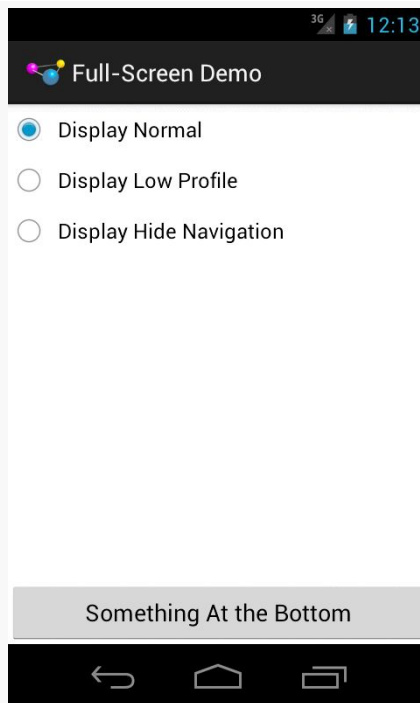 3G 12:13
Full-Screen Demo
Display Normal
Display Low Profile
Display Hide Navigation
Something At the Bottom